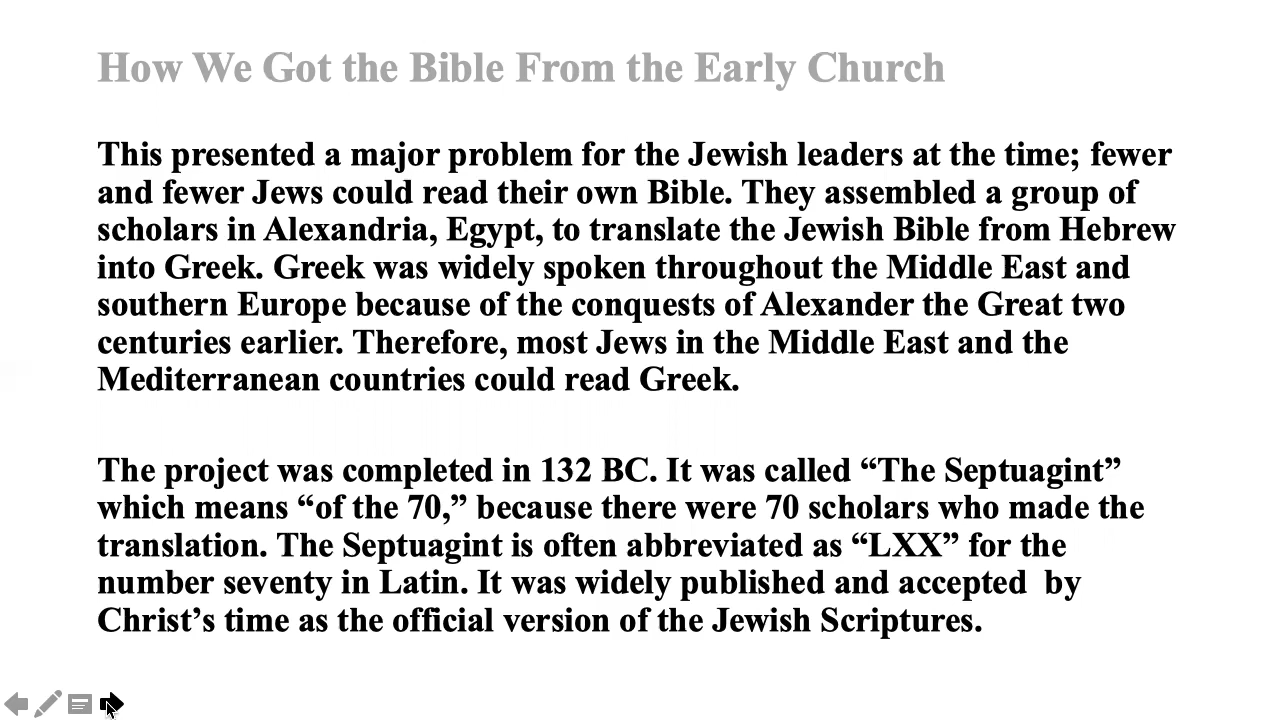 How We Got the Bible From the Early Church
This presented a major problem for the Jewish leaders at the time; fewer
and fewer Jews could read their own Bible. They assembled a group of
scholars in Alexandria, Egypt, to translate the Jewish Bible from Hebrew
into Greek. Greek was widely spoken throughout the Middle East and
southern Europe because of the conquests of Alexander the Great two
centuries earlier. Therefore, most Jews in the Middle East and the
Mediterranean countries could read Greek.
The project was completed in 132 BC. It was called “The Septuagint”
which means “of the 70,” because there were 70 scholars who made the
translation. The Septuagint is often abbreviated as “LXX” for the
number seventy in Latin. It was widely published and accepted  by
Christ’s time as the official version of the Jewish Scriptures.